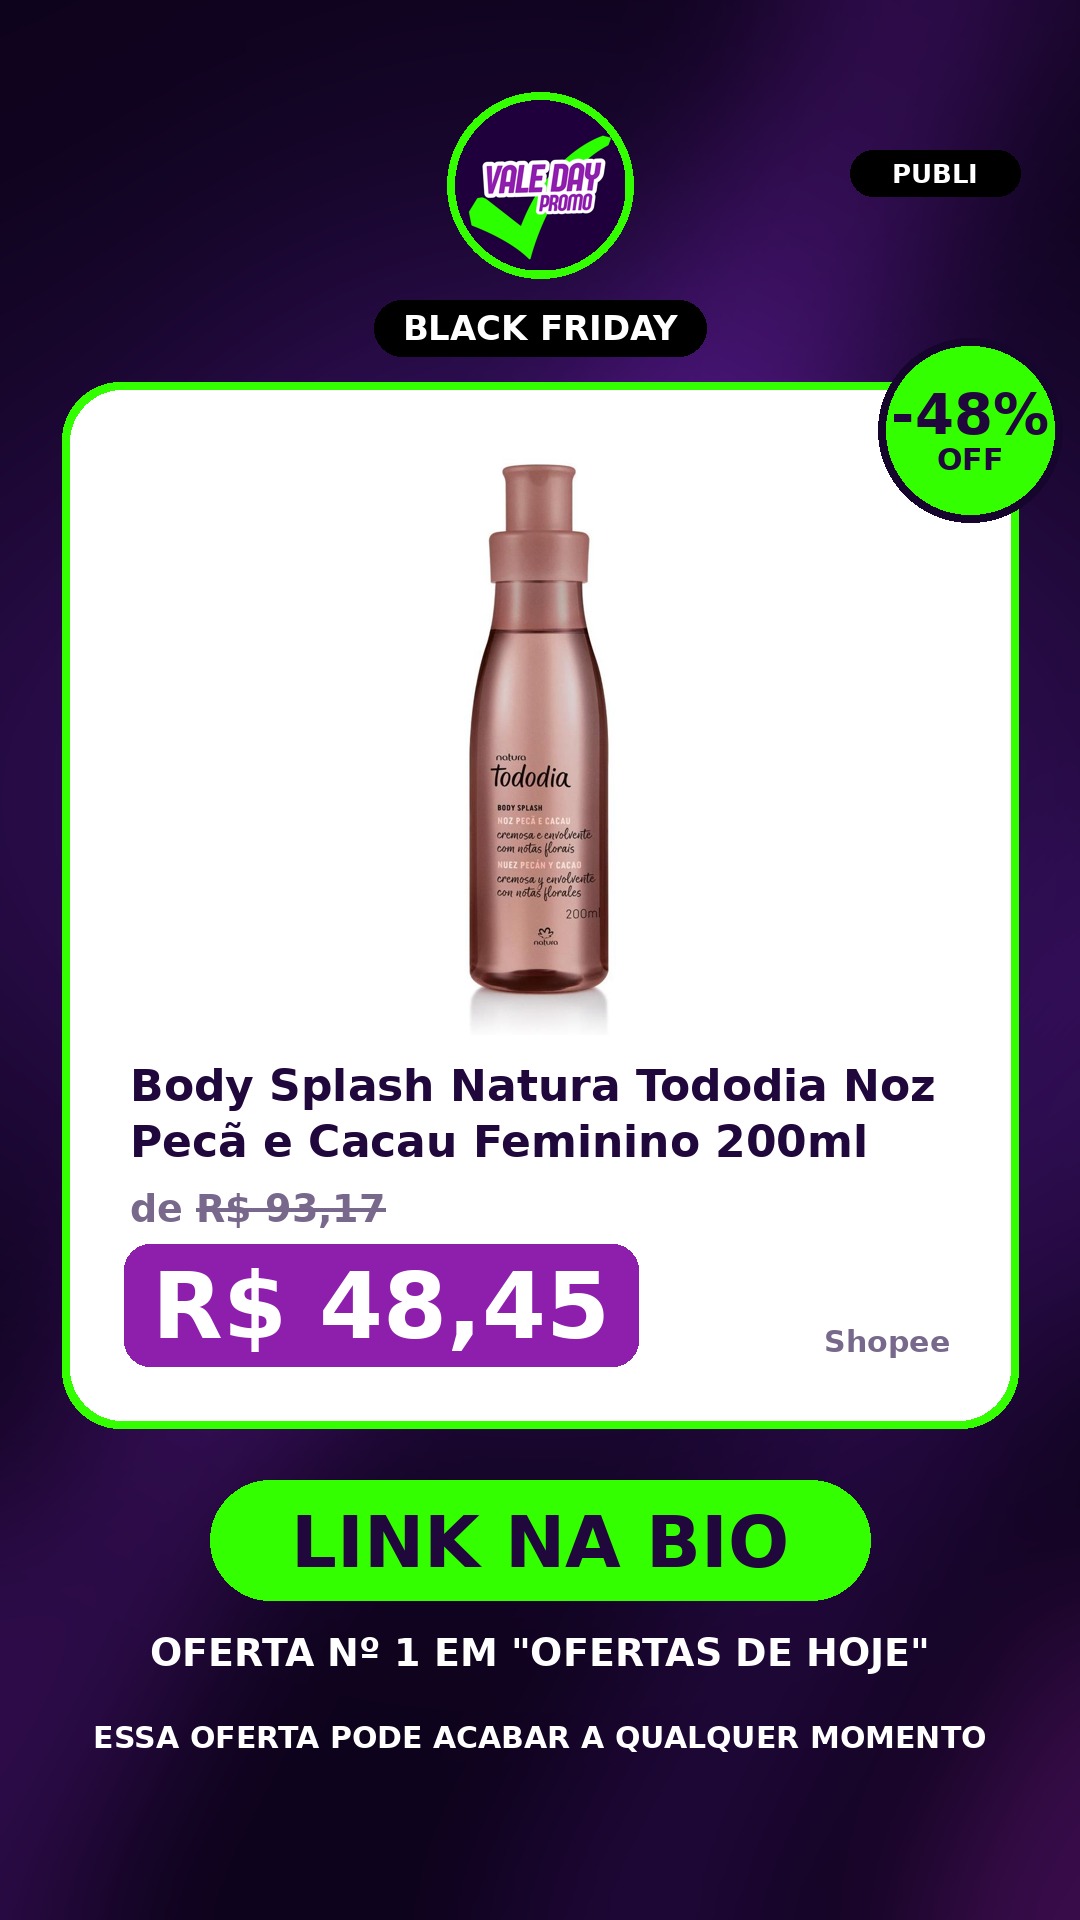 VALE DAY
PROMO
PUBLI
BLACK FRIDAY
-48%
OFF
natura
Tododia
BODY SPLASH
NOZ PECÃ E CACAU
cremosa e envolvente
com notas florais
NUEZ PECÁN Y CACAO
cremosa y envolvente
con notas florales
200ml
natura
Body Splash Natura Tododia Noz
Pecã e Cacau Feminino 200ml
de R$ 93,17
R$ 48,45
Shopee
LINK NA BIO
OFERTA Nº 1 EM "OFERTAS DE HOJE"
ESSA OFERTA PODE ACABAR A QUALQUER MOMENTO